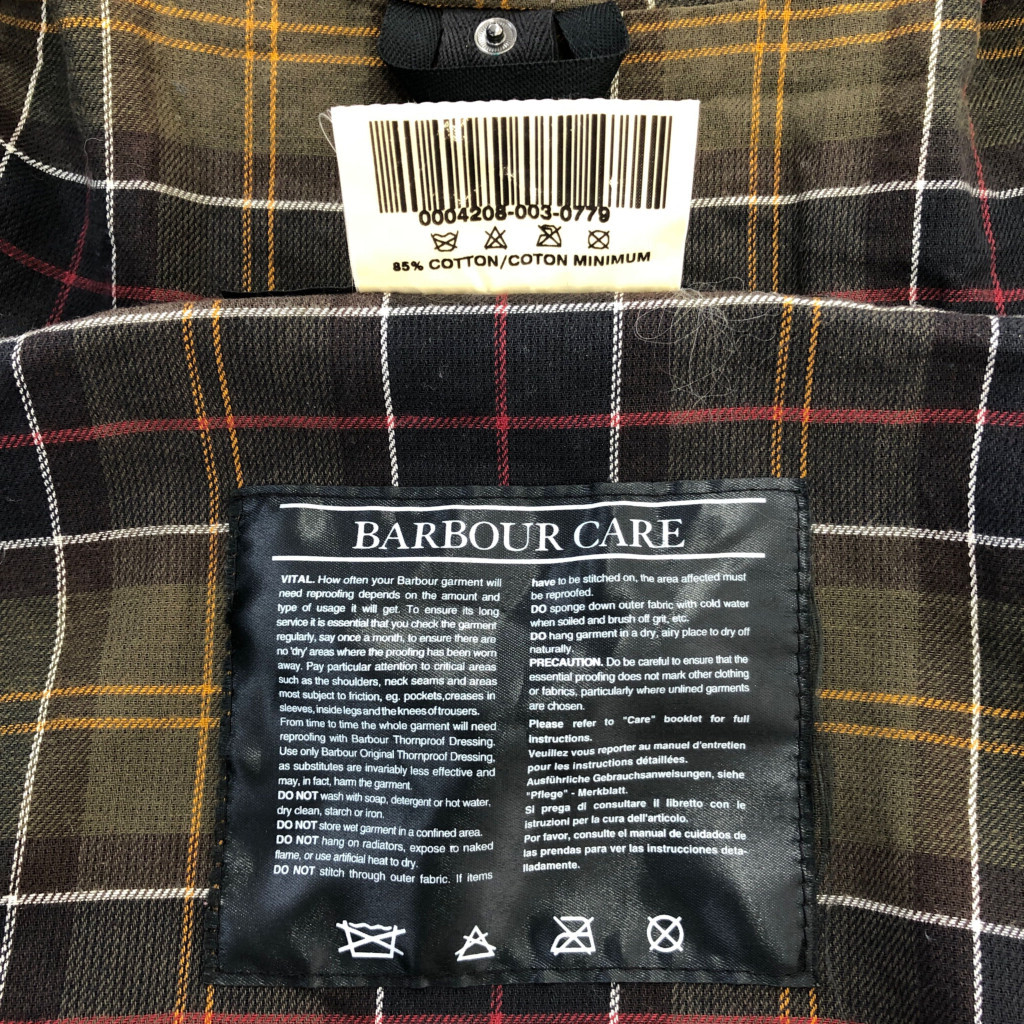 0004208-003-0779
85% COTTON/COTON MINIMUM
BARBOUR CARE
VITAL. How often your Barbour garment will
need reproofing depends on the amount and
type of usage it will get. To ensure its long
service it is essential that you check the garment
regularly, say once a month, to ensure there are
no 'dry' areas where the proofing has been worn
away. Pay particular attention to critical areas
such as the shoulders, neck seams and areas
most subject to friction, eg. pockets,creases in
sleeves, inside legs and the knees of trousers.
From time to time the whole garment will need
reproofing with Barbour Thornproof Dressing.
Use only Barbour Original Thornproof Dressing,
as substitutes are invariably less effective and
may, in fact, harm the garment.
DO NOT wash with soap, detergent or hot water,
dry clean, starch or iron.
DO NOT store wet garment in a confined area.
DO NOT hang on radiators, expose to naked
flame, or use artificial heat to dry.
DO NOT stitch through outer fabric. If items
have to be stitched on, the area affected must
be reproofed.
DO sponge down outer fabric with cold water
when soiled and brush off grit, etc.
DO hang garment in a dry, airy place to dry off
naturally.
PRECAUTION. Do be careful to ensure that the
essential proofing does not mark other clothing
or fabrics, particularly where unlined garments
are chosen.
Please refer to "Care" booklet for full
instructions.
Veuillez vous reporter au manuel d'entretien
pour les instructions détaillées.
Ausführliche Gebrauchsanweisungen, siehe
"Pflege" - Merkblatt.
Si prega di consultare il libretto con le
istruzioni per la cura dell'articolo.
Por favor, consulte el manual de cuidados de
las prendas para ver las instrucciones deta-
lladamente.